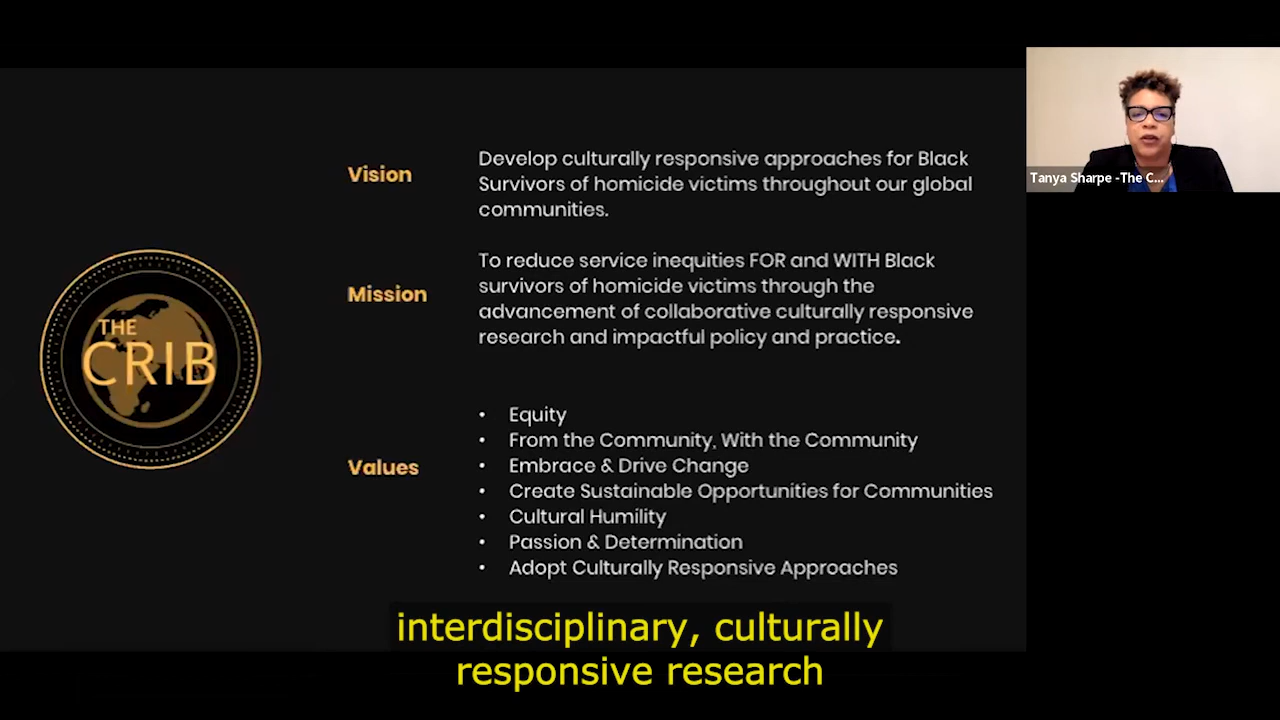 Vision
Develop culturally responsive approaches for Black
Survivors of homicide victims throughout our global
communities.
Mission
To reduce service inequities FOR and WITH Black
survivors of homicide victims through the
advancement of collaborative culturally responsive
research and impactful policy and practice.
THE
CRIB
Values
• Equity
• From the Community, With the Community
• Embrace & Drive Change
• Create Sustainable Opportunities for Communities
• Cultural Humility
• Passion & Determination
• Adopt Culturally Responsive Approaches
Tanya Sharpe -The C...
interdisciplinary, culturally
responsive research